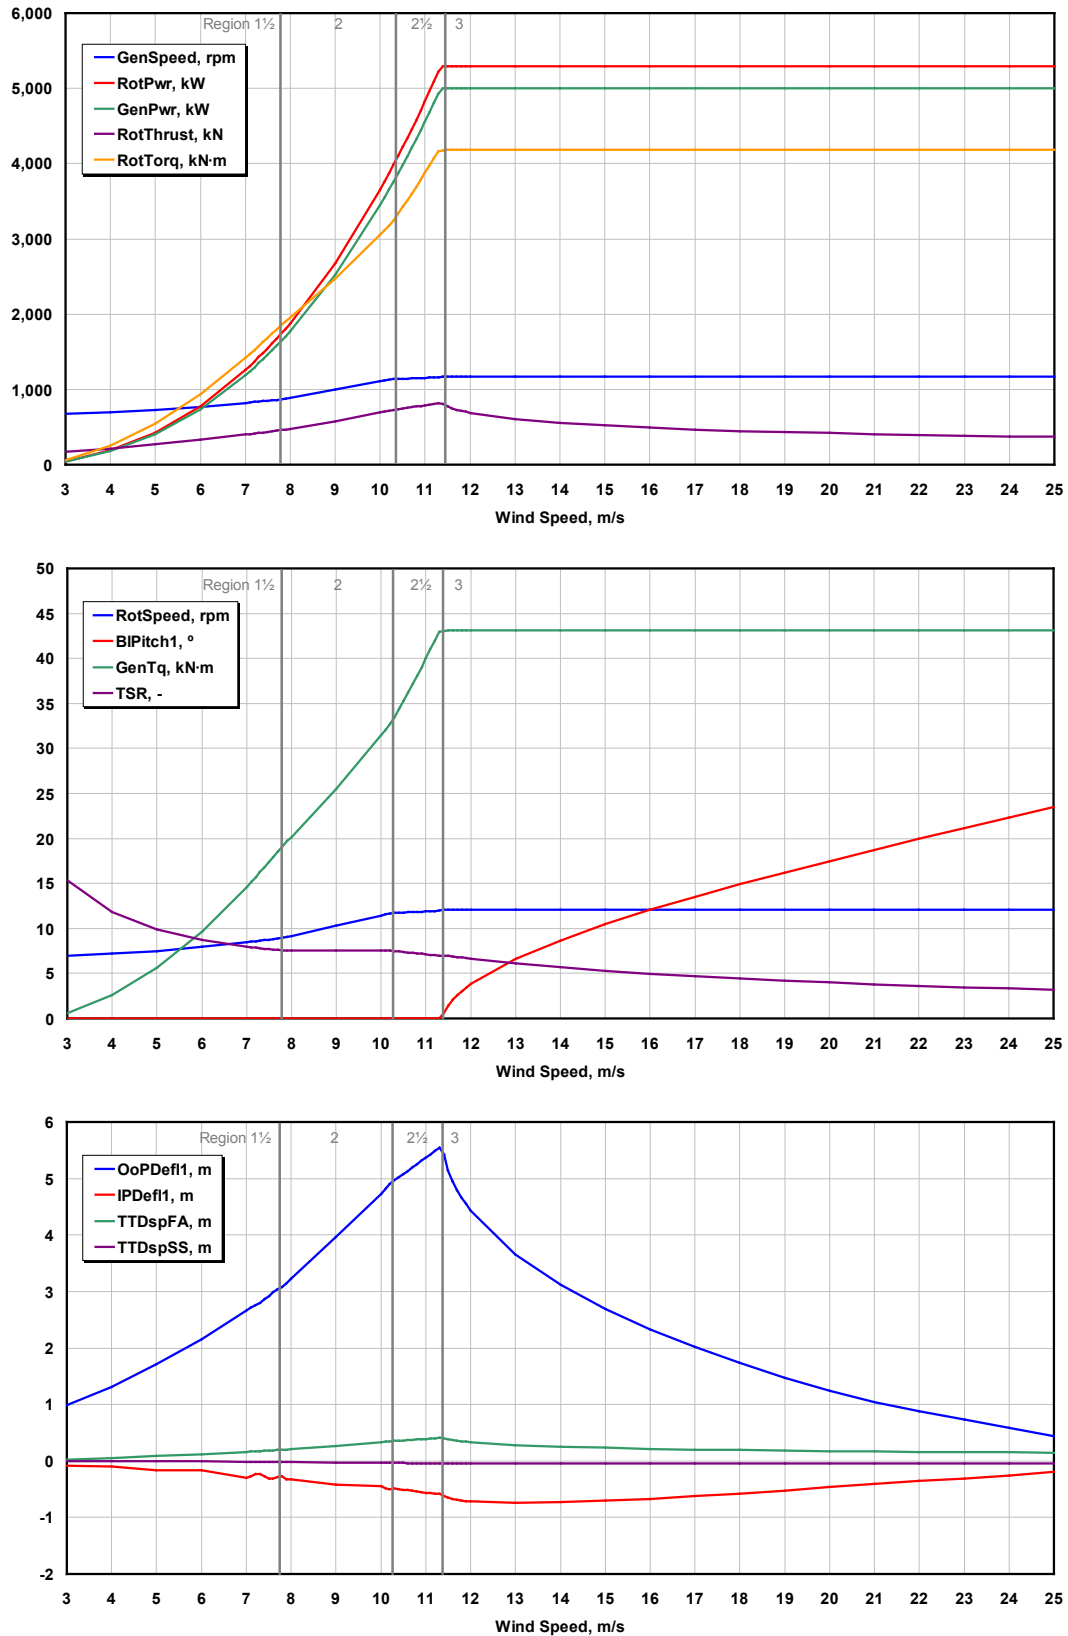 6,000
5,000
4,000
3,000
2,000
1,000
0
Region 1½ 2 2½ 3
GenSpeed, rpm
RotPwr, kW
GenPwr, kW
RotThrust, kN
RotTorq, kN·m
3 4 5 6 7 8 9 10 11 12 13 14 15 16 17 18 19 20 21 22 23 24 25
Wind Speed, m/s
50
45
40
35
30
25
20
15
10
5
0
Region 1½ 2 2½ 3
RotSpeed, rpm
BlPitch1, º
GenTq, kN·m
TSR, -
3 4 5 6 7 8 9 10 11 12 13 14 15 16 17 18 19 20 21 22 23 24 25
Wind Speed, m/s
6
5
4
3
2
1
0
-1
-2
Region 1½ 2 2½ 3
OoPDefl1, m
IPDefl1, m
TTDspFA, m
TTDspSS, m
3 4 5 6 7 8 9 10 11 12 13 14 15 16 17 18 19 20 21 22 23 24 25
Wind Speed, m/s